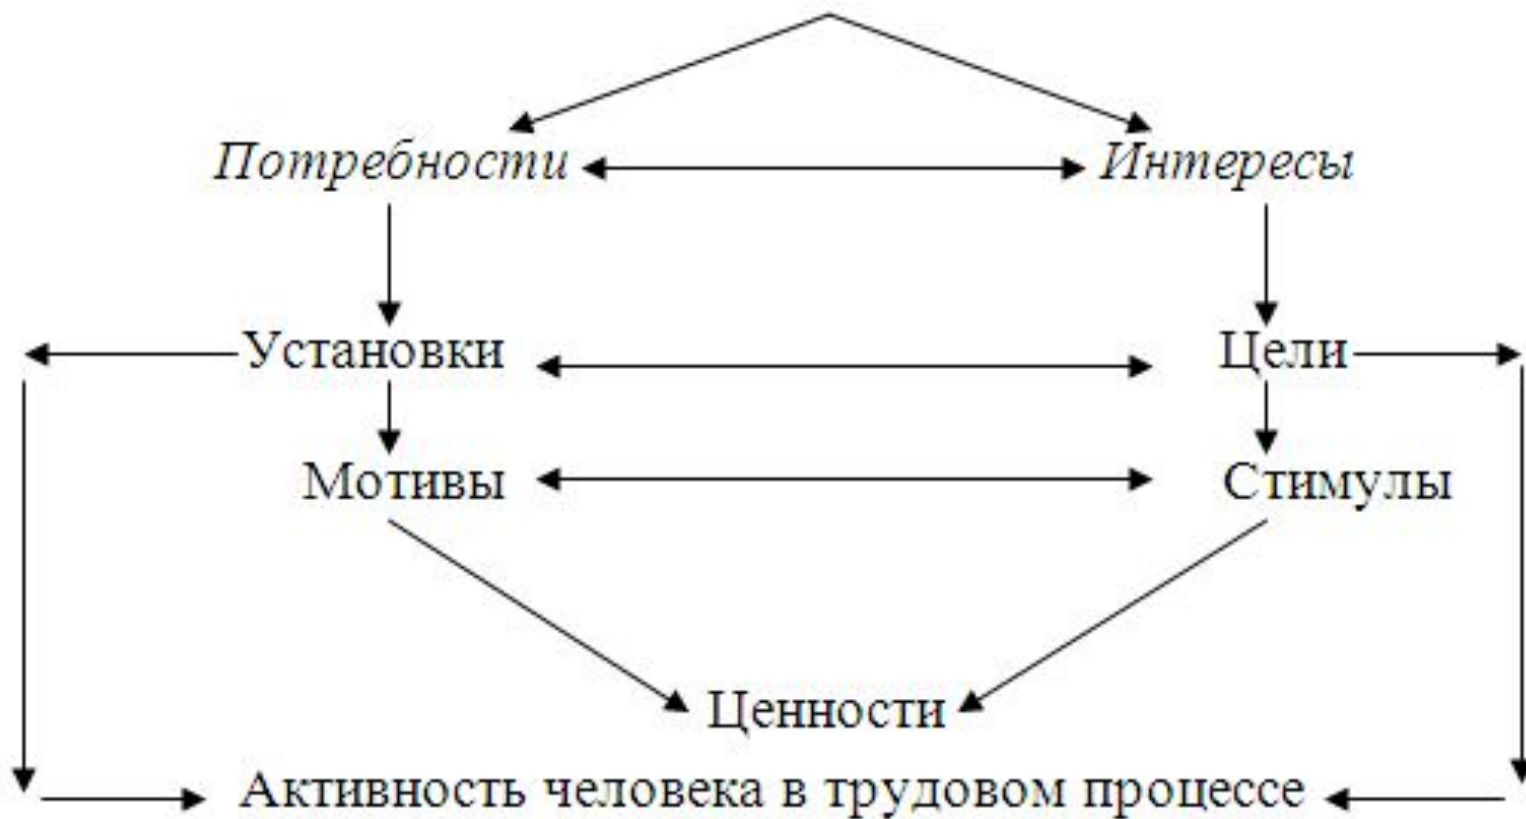 Потребности Интересы
Установки Цели
Мотивы Стимулы
Ценности
Активность человека в трудовом процессе